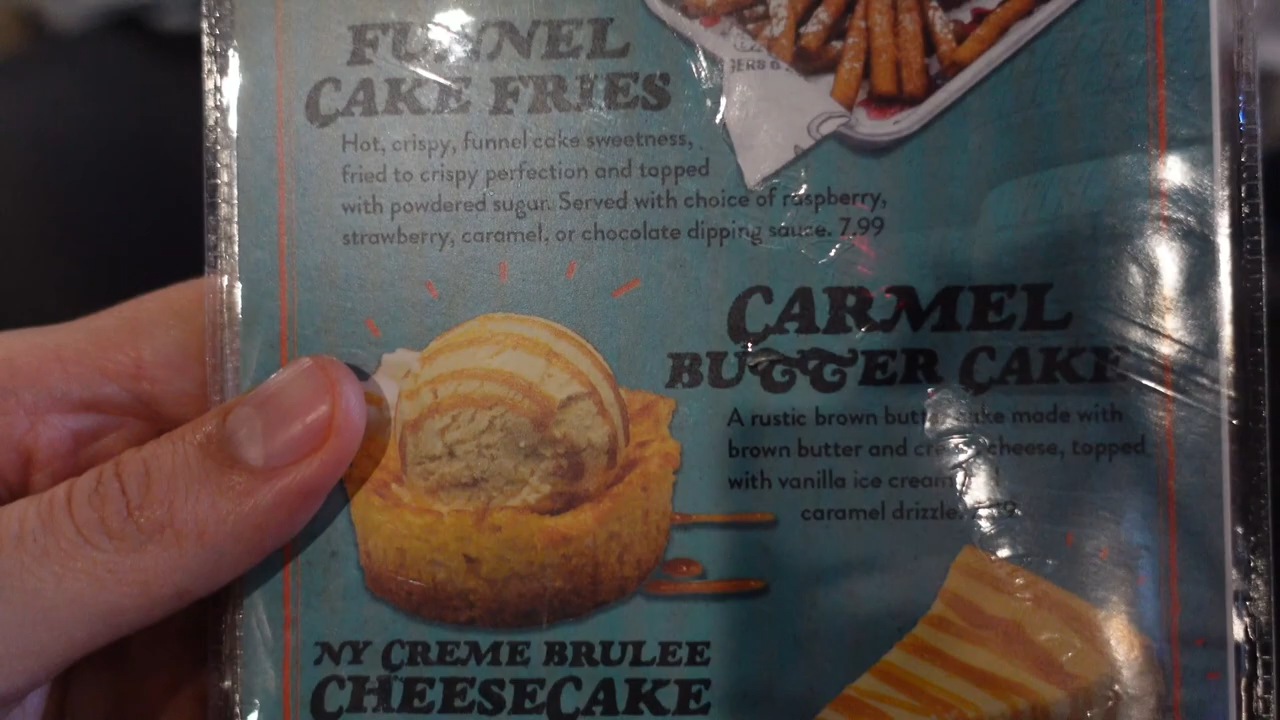 FUNNEL
CAKE FRIES
Hot, crispy, funnel cake sweetness,
fried to crispy perfection and topped
with powdered sugar. Served with choice of raspberry,
strawberry, caramel, or chocolate dipping sauce. 7.99
CARMEL
BUTTER CAKE
A rustic brown butter cake made with
brown butter and cream cheese, topped
with vanilla ice cream
caramel drizzle.
NY CREME BRULEE
CHEESECAKE